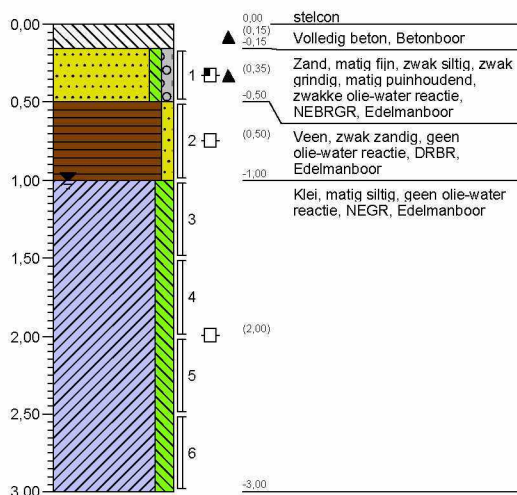 0,00
0,50
1,00
1,50
2,00
2,50
3,00
1
2
3
4
5
6
0,00 stelcon
(0,15)
-0,15
Volledig beton, Betonboor
(0,35)
-0,50
Zand, matig fijn, zwak siltig, zwak
grindig, matig puinhoudend,
zwakke olie-water reactie,
NEBRGR, Edelmanboor
(0,50)
-1,00
Veen, zwak zandig, geen
olie-water reactie, DRBR,
Edelmanboor
Klei, matig siltig, geen olie-water
reactie, NEGR, Edelmanboor
(2,00)
-3,00